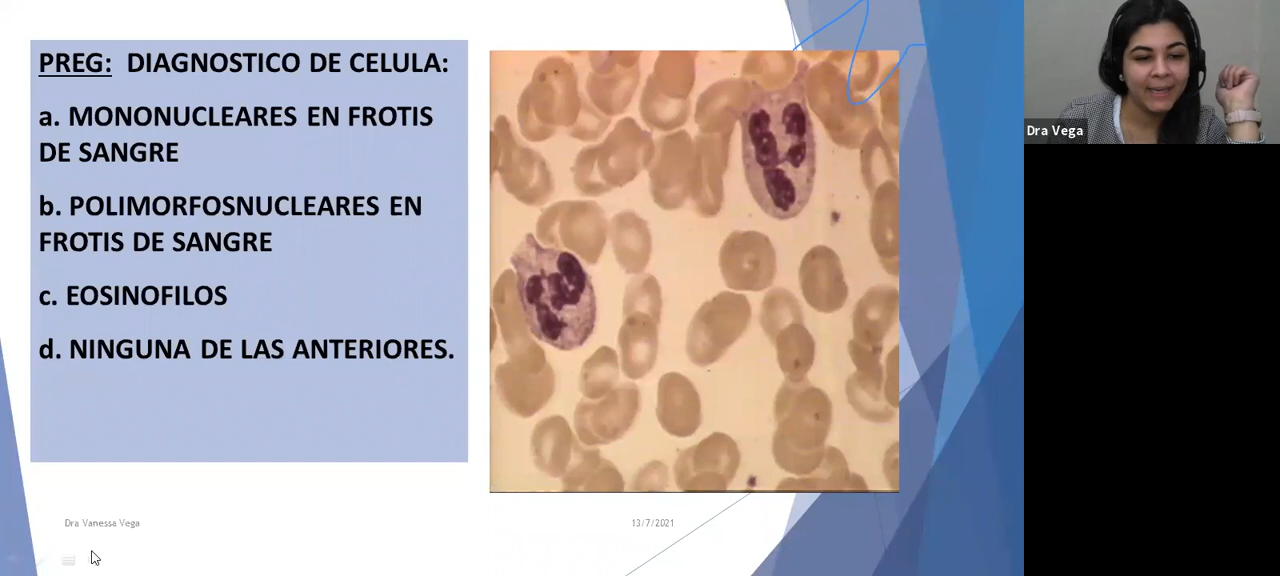 PREG: DIAGNOSTICO DE CELULA:
a. MONONUCLEARES EN FROTIS
DE SANGRE
b. POLIMORFOSNUCLEARES EN
FROTIS DE SANGRE
c. EOSINOFILOS
d. NINGUNA DE LAS ANTERIORES.
Dra Vanessa Vega
13/7/2021
Dra Vega